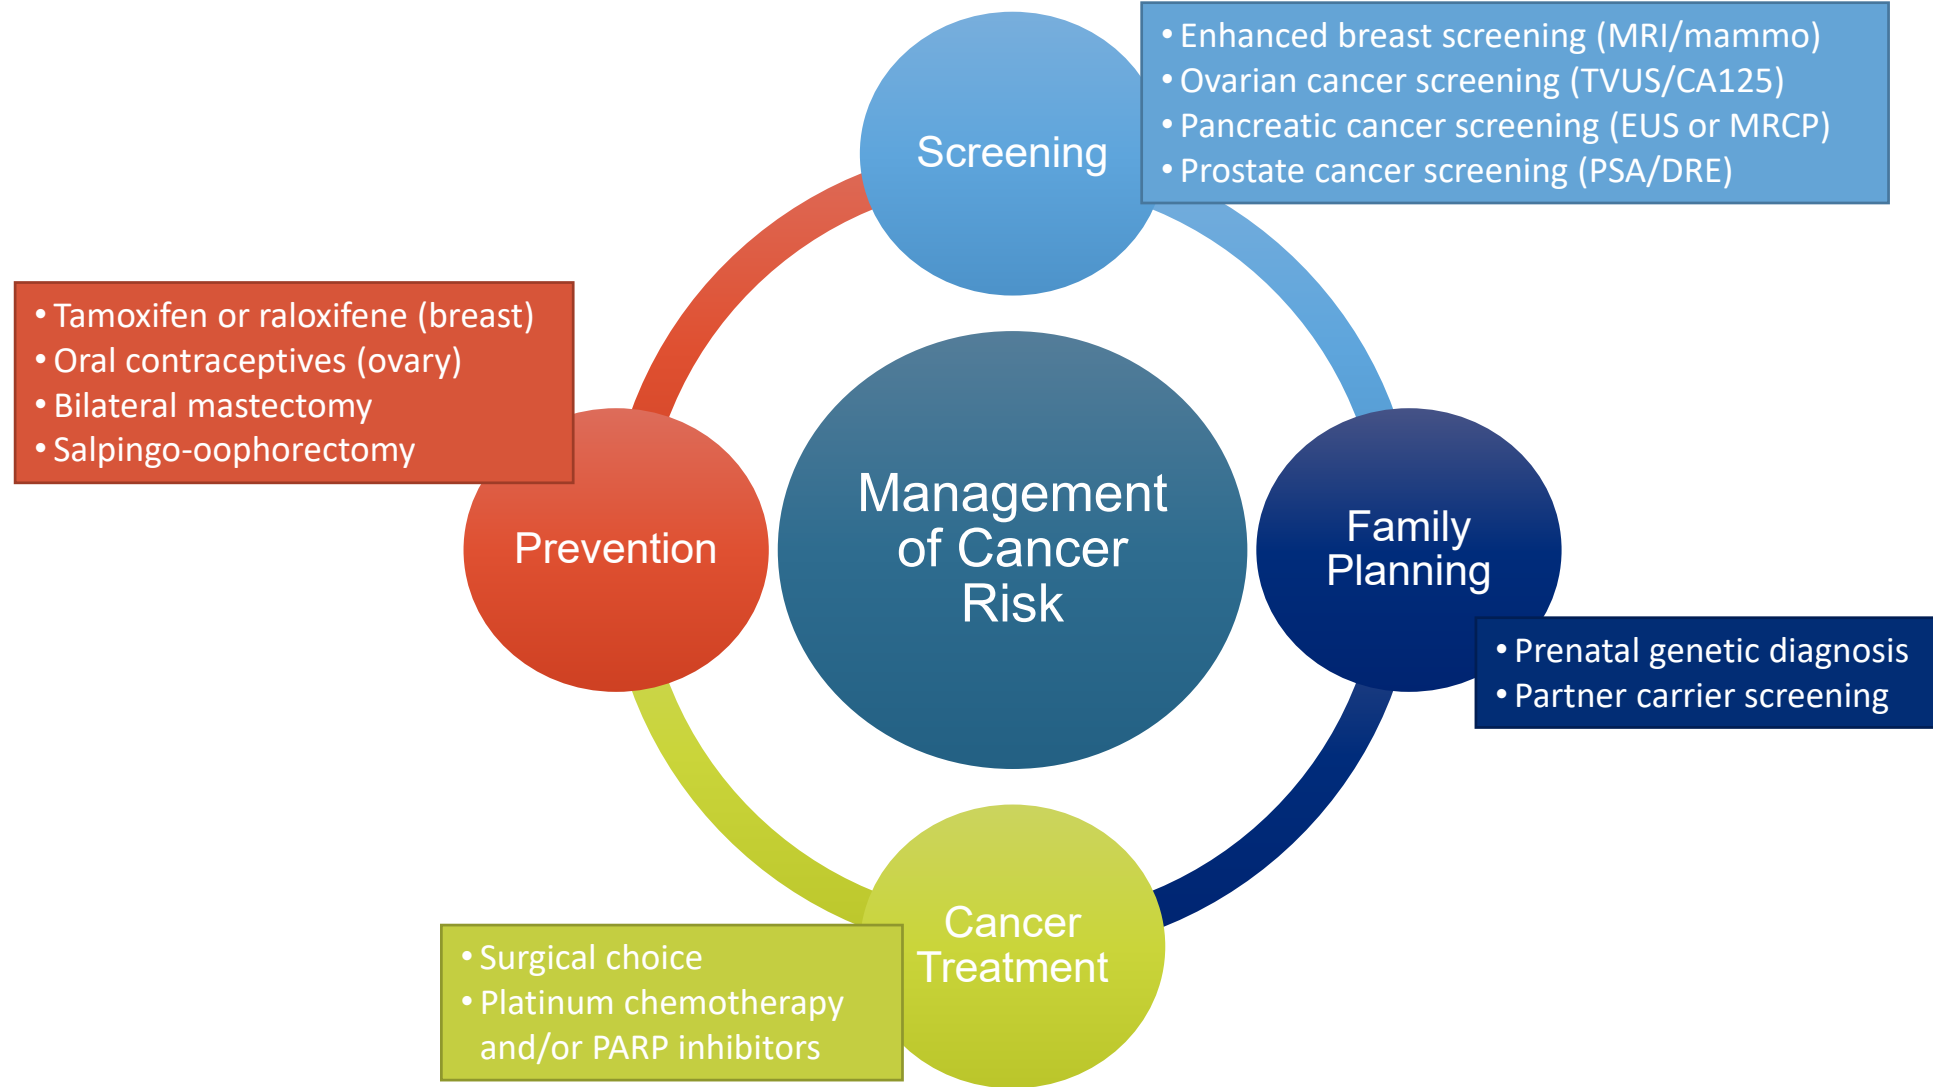 Screening
• Enhanced breast screening (MRI/mammo)
• Ovarian cancer screening (TVUS/CA125)
• Pancreatic cancer screening (EUS or MRCP)
• Prostate cancer screening (PSA/DRE)
• Tamoxifen or raloxifene (breast)
• Oral contraceptives (ovary)
• Bilateral mastectomy
• Salpingo-oophorectomy
Prevention
Management
of Cancer
Risk
Family
Planning
• Prenatal genetic diagnosis
• Partner carrier screening
Cancer
Treatment
• Surgical choice
• Platinum chemotherapy
and/or PARP inhibitors